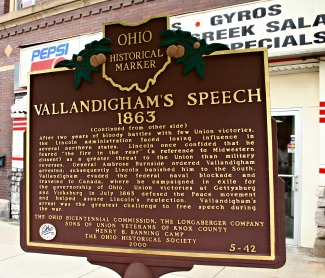 S • GYROS
PEPSI
GREEK SALA
SPECIALS
OHIO
HISTORICAL
MARKER
VALLANDIGHAM'S SPEECH
1863
(Continued from other side)
After two years of bloody battles with few Union victories,
the Lincoln administration faced losing influence in
several northern states. Lincoln once confided that he
feared "the fire in the rear" (a reference to Midwestern
dissent) as a greater threat to the Union than military
reverses. General Ambrose Burnside ordered Vallandigham
arrested; subsequently Lincoln banished him to the South.
Vallandigham evaded the federal naval blockade and
traveled to Canada, where he campaigned in exile for
the governorship of Ohio. Union victories at Gettysburg
and Vicksburg in July 1863 defused the Peace movement
and helped assure Lincoln's reelection. Vallandigham's
arrest was the greatest challenge to free speech during
the war.
THE OHIO BICENTENNIAL COMMISSION, THE LONGABERGER COMPANY
SONS OF UNION VETERANS OF KNOX COUNTY
HENRY B. BANNING CAMP
THE OHIO HISTORICAL SOCIETY
2000
5-42